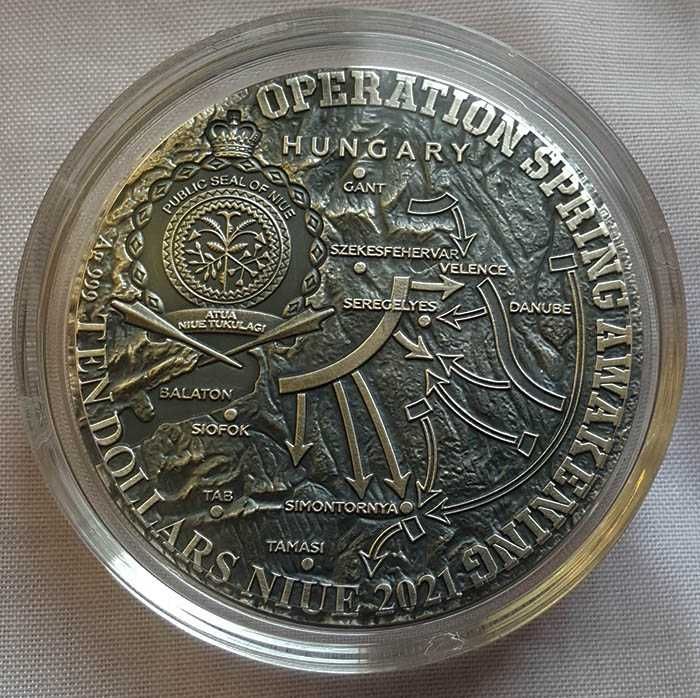 OPERATION SPRING AWAKENING
HUNGARY
GANT
PUBLIC SEAL OF NIUE
ATUA
NIUE TUKULAGI
Ag 999
SZEKESFEHERVAR
VELENCE
SEREGELYES
DANUBE
BALATON
SIOFOK
TAB
SIMONTORNYA
TAMASI
TEN DOLLARS NIUE 2021